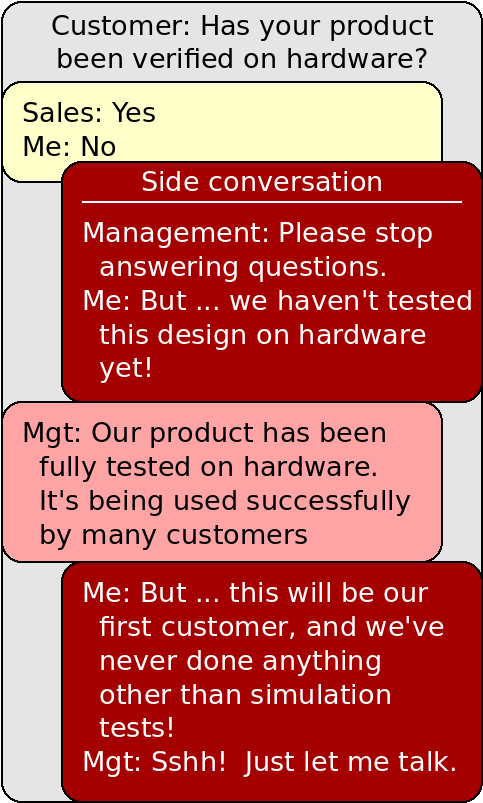 Customer: Has your product
been verified on hardware?
Sales: Yes
Me: No
Side conversation
Management: Please stop
answering questions.
Me: But ... we haven't tested
this design on hardware
yet!
Mgt: Our product has been
fully tested on hardware.
It's being used successfully
by many customers
Me: But ... this will be our
first customer, and we've
never done anything
other than simulation
tests!
Mgt: Sshh!  Just let me talk.